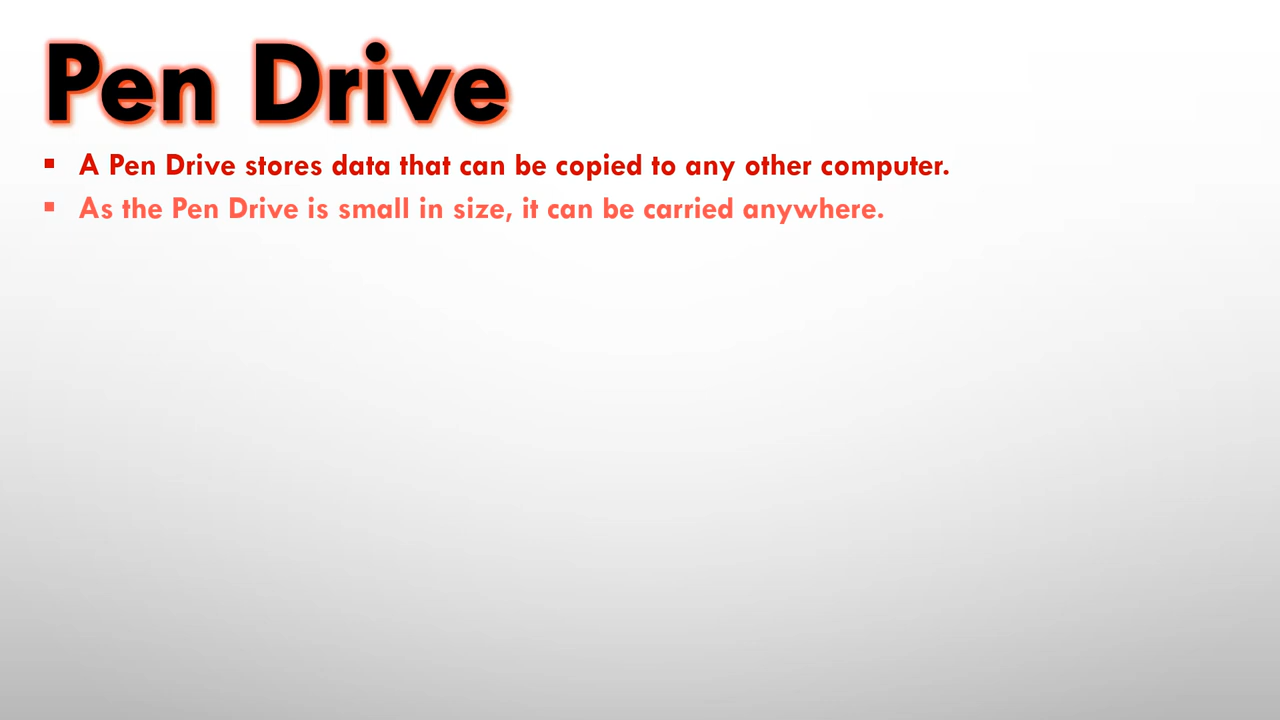 Pen Drive
▪ A Pen Drive stores data that can be copied to any other computer.
▪ As the Pen Drive is small in size, it can be carried anywhere.